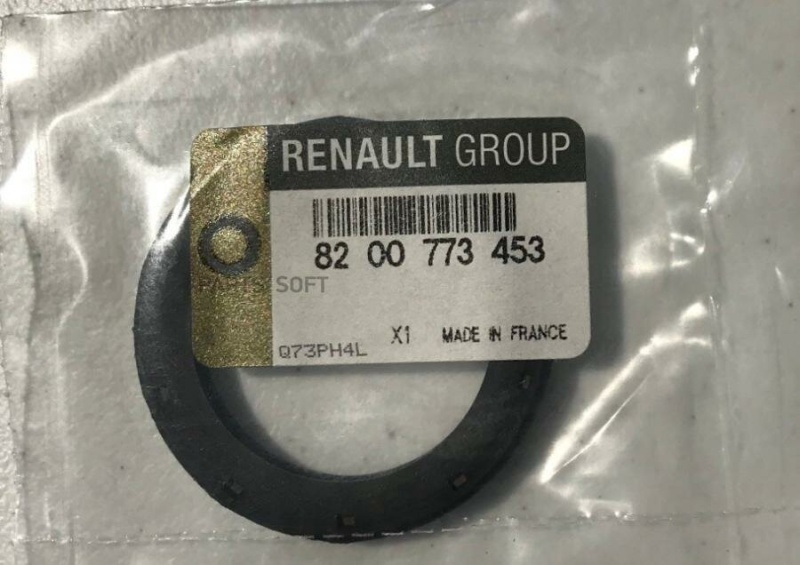 RENAULT GROUP
82 00 773 453
PARTS SOFT
X1 MADE IN FRANCE
Q73PH4L